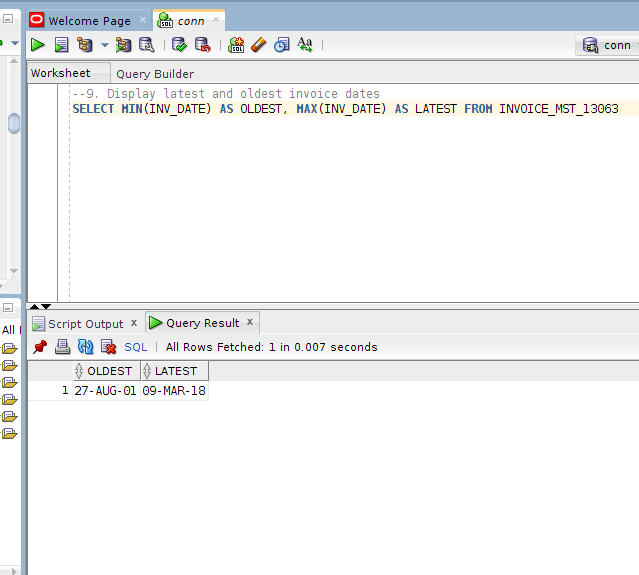 Welcome Page
conn
conn
Worksheet
Query Builder
--9. Display latest and oldest invoice dates
SELECT MIN(INV_DATE) AS OLDEST, MAX(INV_DATE) AS LATEST FROM INVOICE_MST_13063
All
Script Output x
Query Result x
SQL | All Rows Fetched: 1 in 0.007 seconds
OLDEST LATEST
1 27-AUG-01 09-MAR-18